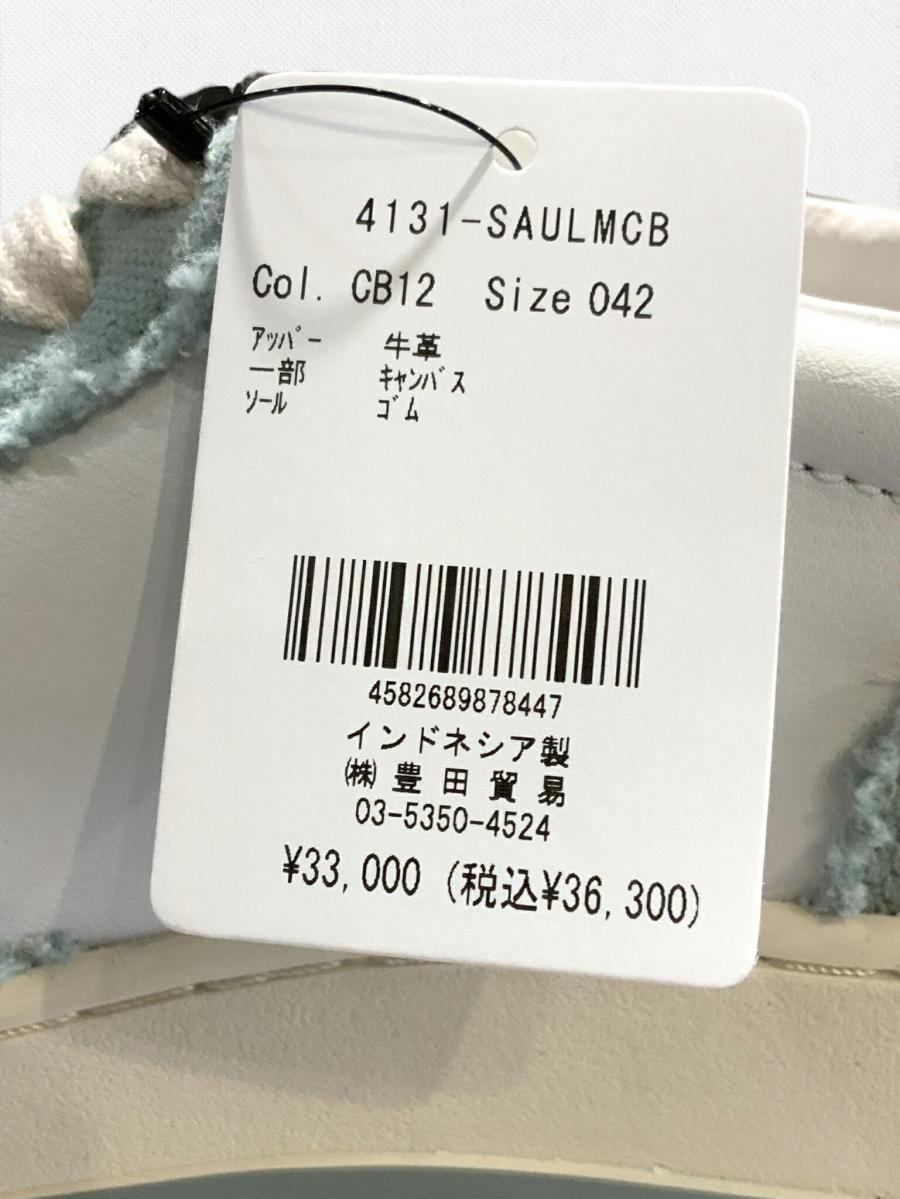 4131-SAULMCB
Col. CB12 Size 042
ｱｯﾊﾟｰ 牛革
一部 ｷｬﾝﾊﾞｽ
ｿｰﾙ ｺﾞﾑ
4582689878447
インドネシア製
㈱ 豊田貿易
03-5350-4524
¥33,000 (税込¥36,300)